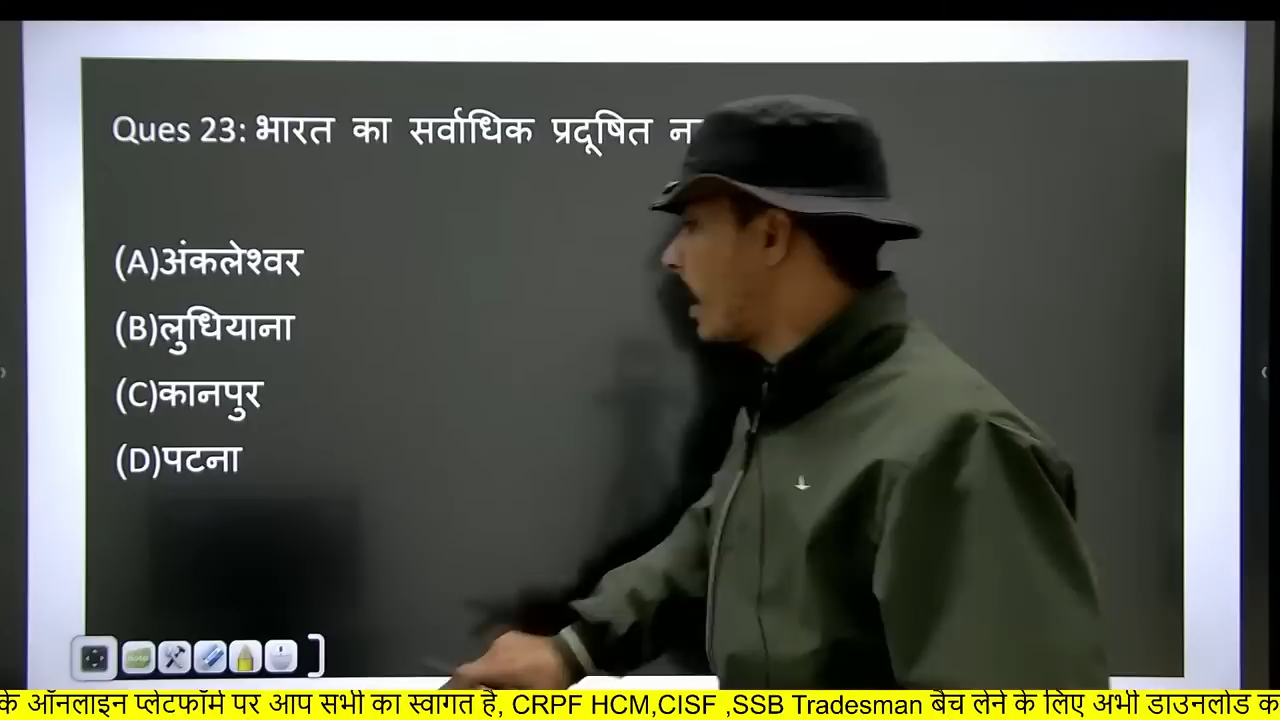 Ques 23: भारत का सर्वाधिक प्रदूषित
(A)अंकलेश्वर
(B)लुधियाना
(C)कानपुर
(D)पटना
के ऑनलाइन प्लेटफॉर्म पर आप सभी का स्वागत है, CRPF HCM,CISF ,SSB Tradesman बैच लेने के लिए अभी डाउनलोड